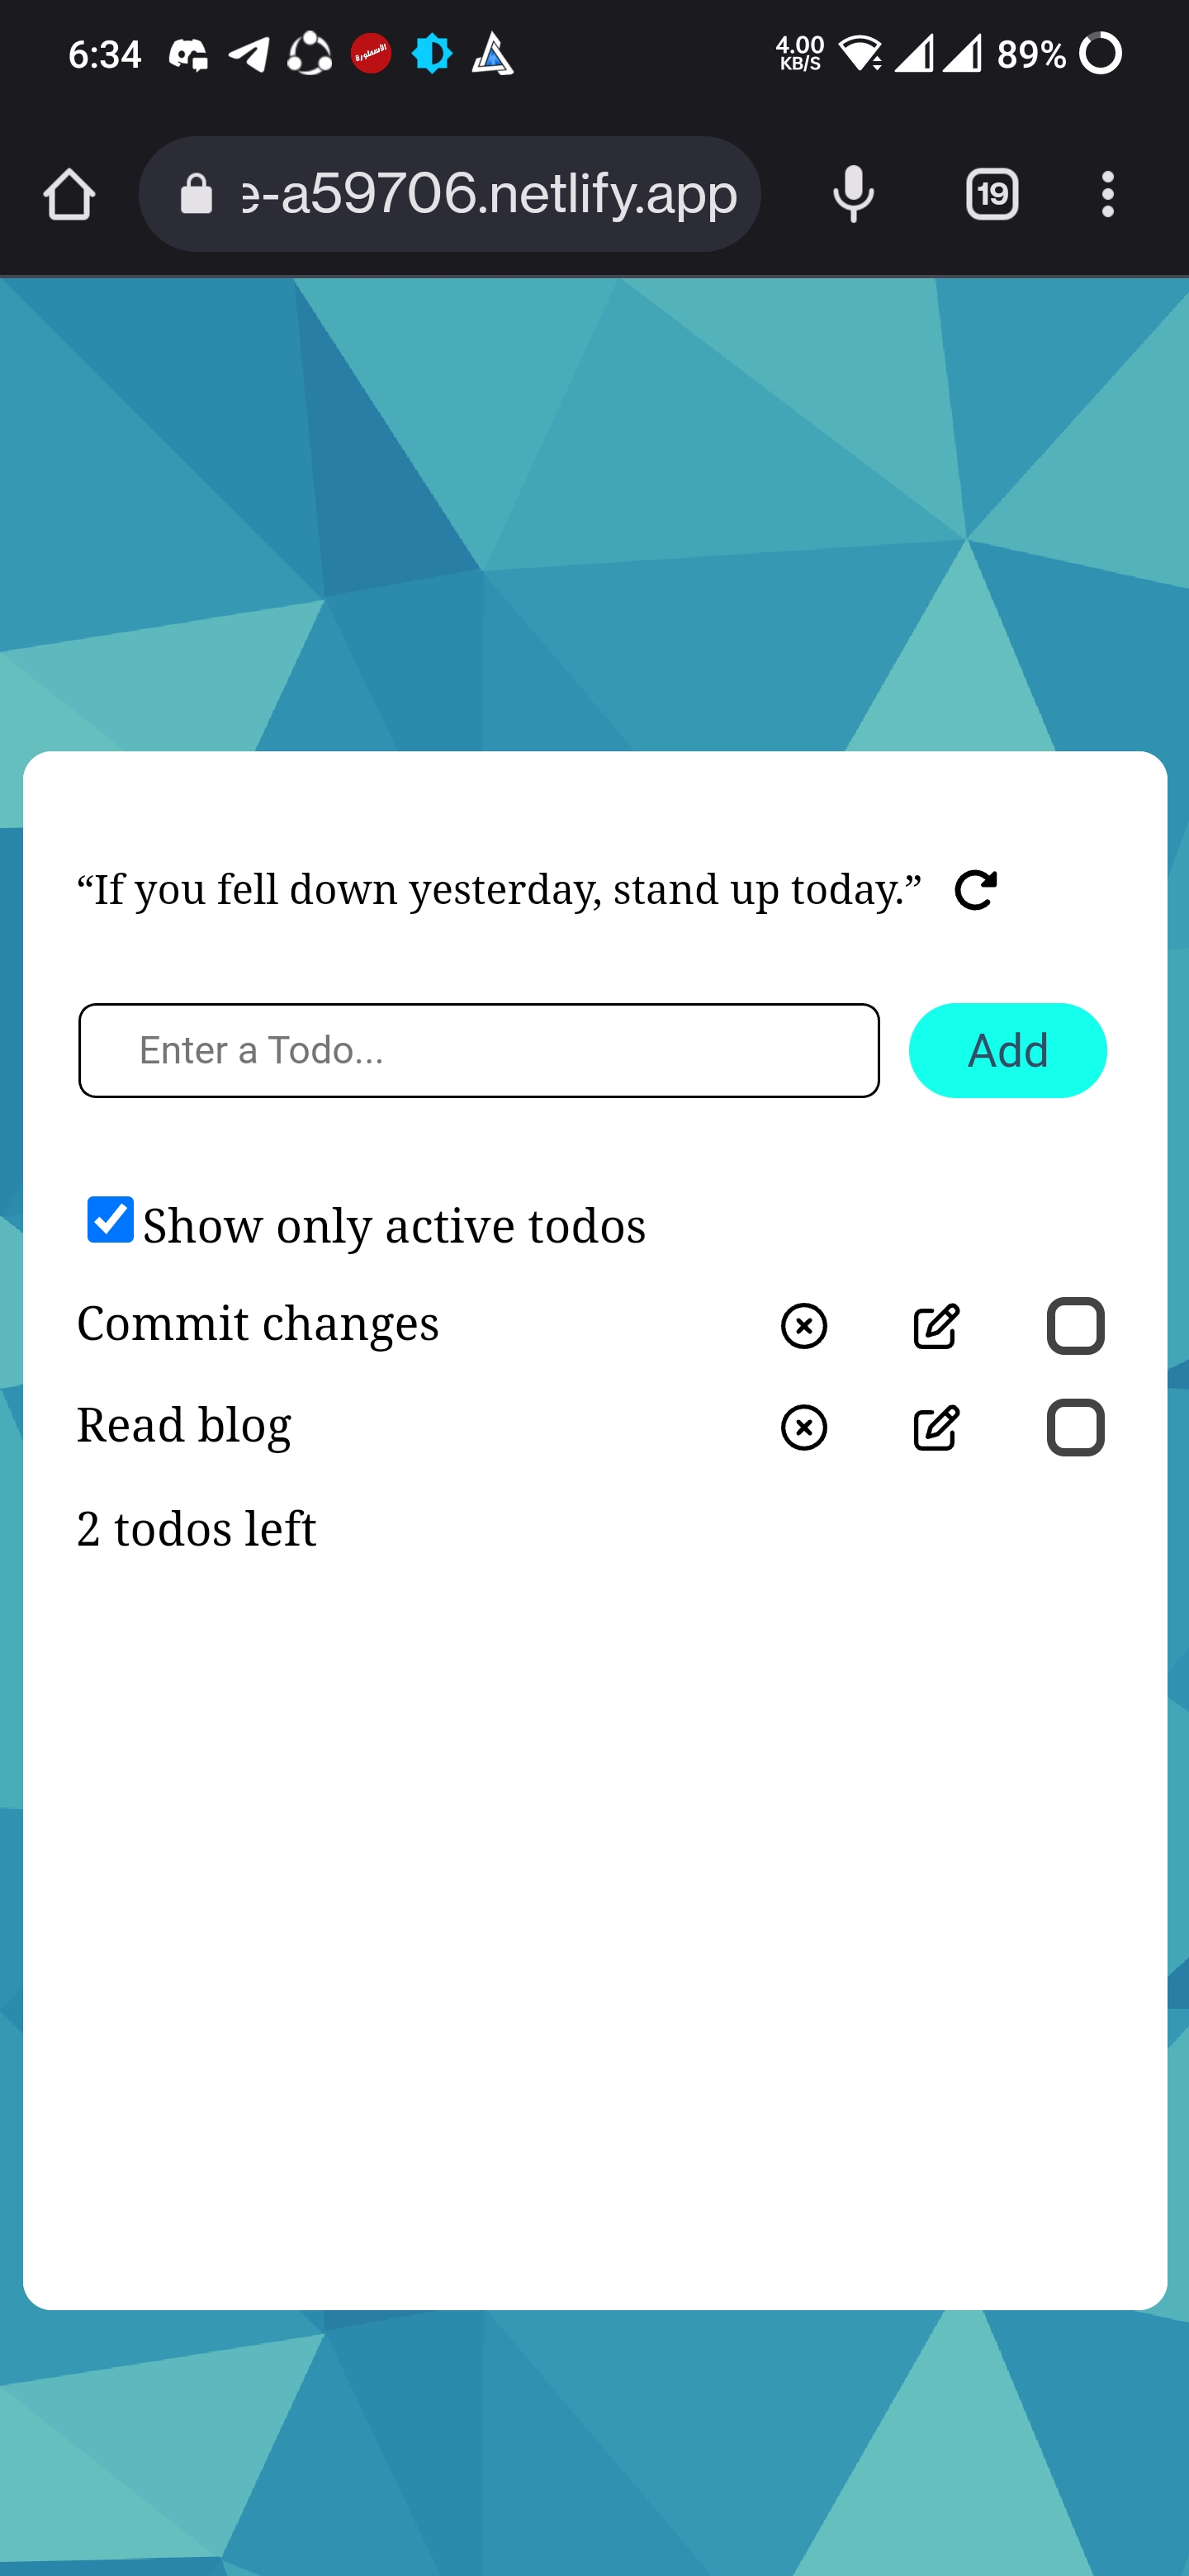 6:34
الأسطورة
4.00
KB/S
89%
e-a59706.netlify.app
19
“If you fell down yesterday, stand up today.”
Enter a Todo...
Add
Show only active todos
Commit changes
Read blog
2 todos left